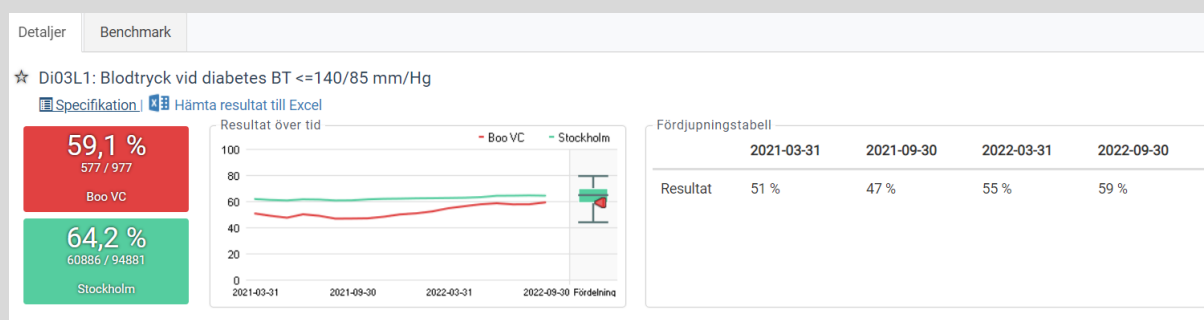 Detaljer Benchmark
Di03L1: Blodtryck vid diabetes BT <=140/85 mm/Hg
Specifikation | Hämta resultat till Excel
59,1 %
577 / 977
Boo VC
64,2 %
60886 / 94881
Stockholm
Resultat över tid
Boo VC Stockholm
100
80
60
40
20
0
2021-03-31 2021-09-30 2022-03-31 2022-09-30 Fördelning
Fördjupningstabell
2021-03-31 2021-09-30 2022-03-31 2022-09-30
Resultat 51 % 47 % 55 % 59 %